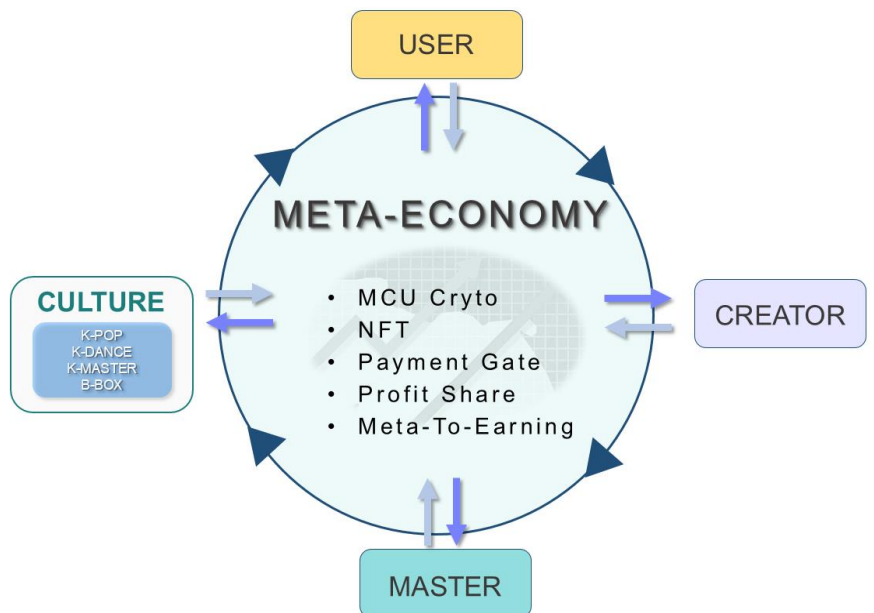 USER
META-ECONOMY
CULTURE
K-POP
K-DANCE
K-MASTER
B-BOX
• MCU Cryto
• NFT
• Payment Gate
• Profit Share
• Meta-To-Earning
CREATOR
MASTER